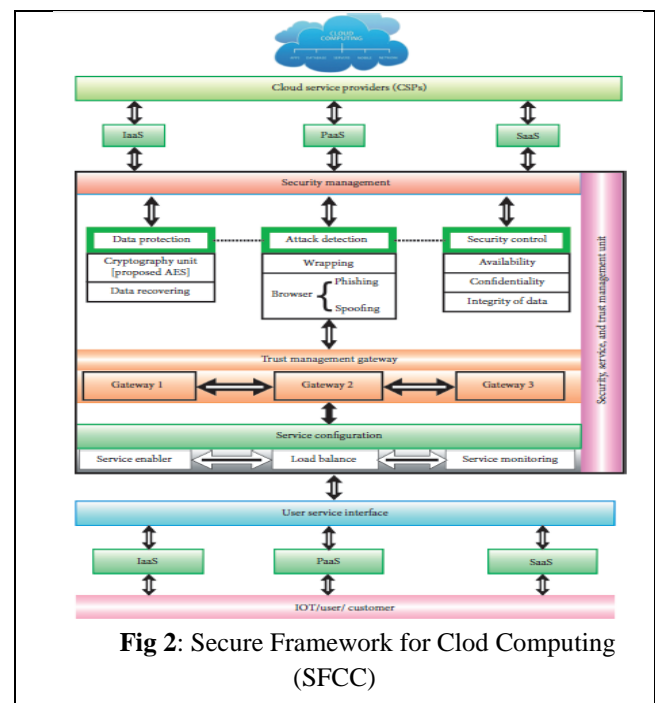 CLOUD
COMPUTING
Cloud service providers (CSPs)
IaaS PaaS SaaS
Security management
Data protection Attack detection Security control
Cryptography unit
[proposed AES]
Data recovering
Wrapping
Browser { Phishing
Spoofing
Availability
Confidentiality
Integrity of data
Security, service, and trust management unit
Trust management gateway
Gateway 1 Gateway 2 Gateway 3
Service configuration
Service enabler Load balance Service monitoring
User service interface
IaaS PaaS SaaS
IOT/user/ customer
Fig 2: Secure Framework for Clod Computing
(SFCC)